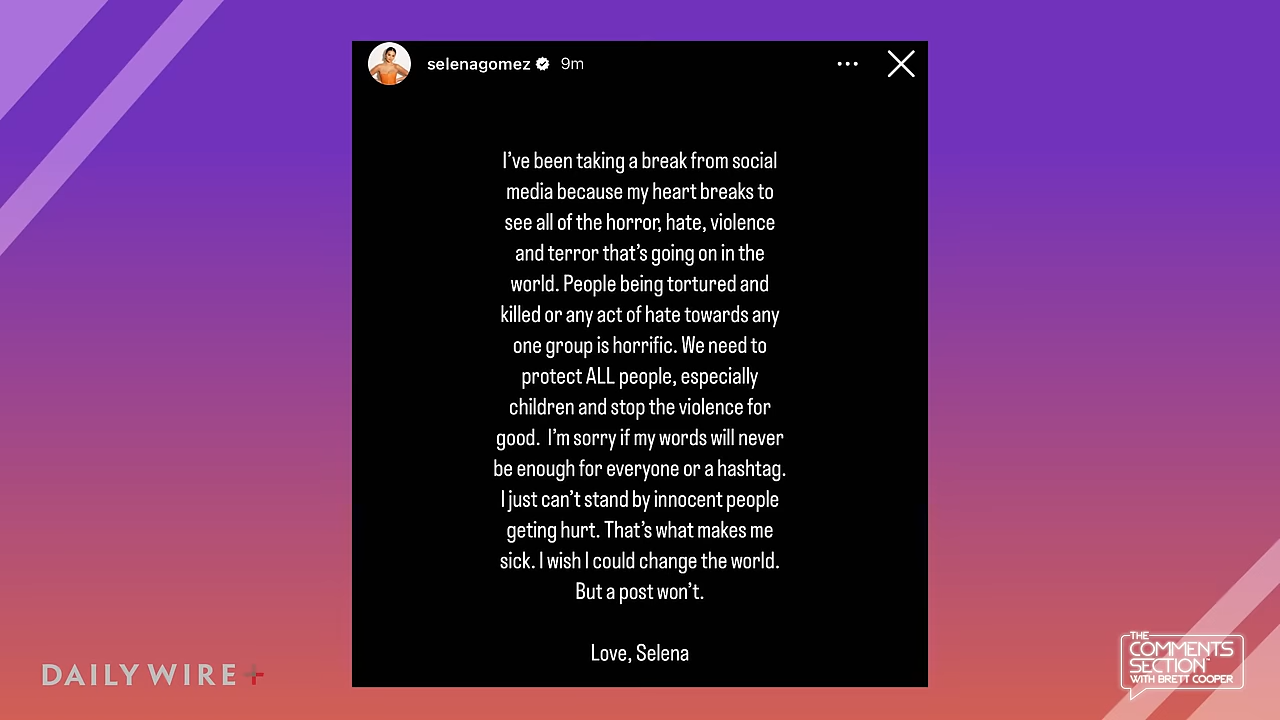 selenagomez 9m
I've been taking a break from social
media because my heart breaks to
see all of the horror, hate, violence
and terror that's going on in the
world. People being tortured and
killed or any act of hate towards any
one group is horrific. We need to
protect ALL people, especially
children and stop the violence for
good.  I'm sorry if my words will never
be enough for everyone or a hashtag.
I just can't stand by innocent people
geting hurt. That's what makes me
sick. I wish I could change the world.
But a post won't.
Love, Selena
DAILY WIRE +
THE
COMMENTS
SECTION™
WITH BRETT COOPER